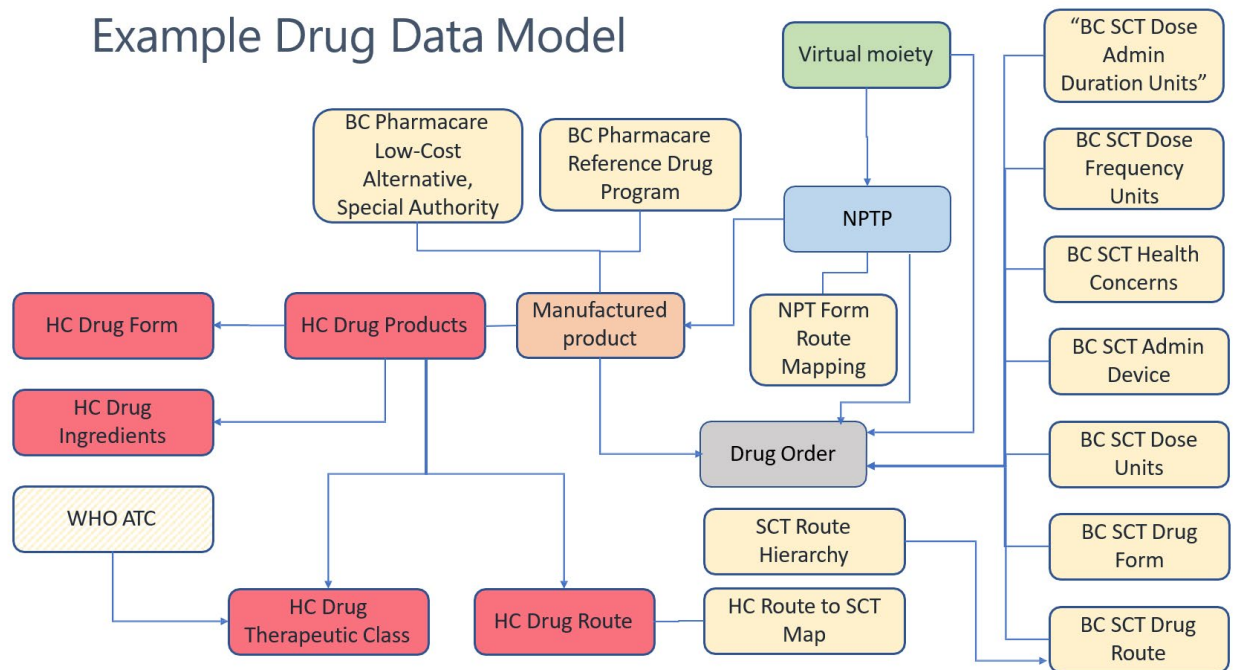 Example Drug Data Model
Virtual moiety
"BC SCT Dose
Admin
Duration Units"
BC Pharmacare
Low-Cost
Alternative,
Special Authority
BC Pharmacare
Reference Drug
Program
BC SCT Dose
Frequency
Units
NPTP
BC SCT Health
Concerns
HC Drug Form
HC Drug Products
Manufactured
product
NPT Form
Route
Mapping
BC SCT Admin
Device
HC Drug
Ingredients
Drug Order
BC SCT Dose
Units
WHO ATC
SCT Route
Hierarchy
BC SCT Drug
Form
HC Drug
Therapeutic Class
HC Drug Route
HC Route to SCT
Map
BC SCT Drug
Route